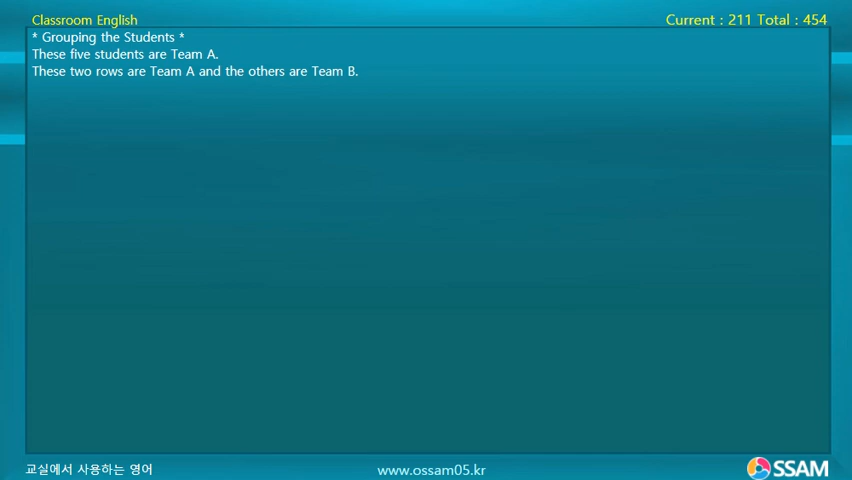 Classroom English
Current : 211 Total : 454
* Grouping the Students *
These five students are Team A.
These two rows are Team A and the others are Team B.
교실에서 사용하는 영어
www.ossam05.kr
SSAM